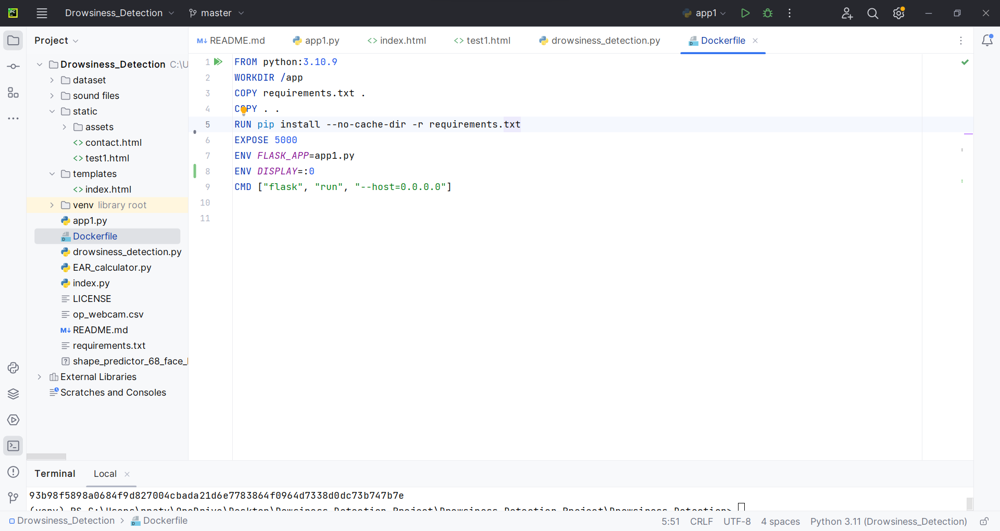 PC
Drowsiness_Detection
master
app1
Project
README.md
app1.py
index.html
test1.html
drowsiness_detection.py
Dockerfile
Drowsiness_Detection C:\U
dataset
sound files
static
assets
contact.html
test1.html
templates
index.html
venv library root
app1.py
Dockerfile
drowsiness_detection.py
EAR_calculator.py
index.py
LICENSE
op_webcam.csv
README.md
requirements.txt
shape_predictor_68_face_l
External Libraries
Scratches and Consoles
1 FROM python:3.10.9
2 WORKDIR /app
3 COPY requirements.txt .
4 COPY . .
5 RUN pip install --no-cache-dir -r requirements.txt
6 EXPOSE 5000
7 ENV FLASK_APP=app1.py
8 ENV DISPLAY=:0
9 CMD ["flask", "run", "--host=0.0.0.0"]
10
11
Terminal
Local
93b98f5898a0684f9d827004cbada21d6e7783864f0964d7338d0dc73b747b7e
(venv) PS C:\Users\ppatv\OneDrive\Desktop\Dowsiness Detection Project\Drowsiness Detection Project\Drowsiness Detection>
Drowsiness_Detection > Dockerfile
5:51 CRLF UTF-8 4 spaces Python 3.11 (Drowsiness_Detection)